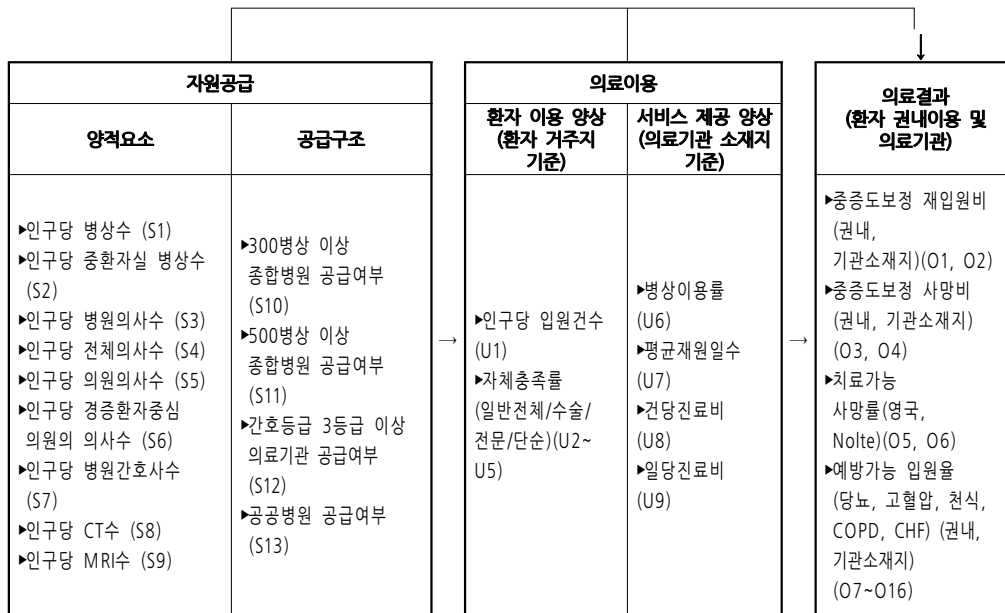 자원공급
양적요소
공급구조
▶인구당 병상수 (S1)
▶인구당 중환자실 병상수
(S2)
▶인구당 병원의사수 (S3)
▶인구당 전체의사수 (S4)
▶인구당 의원의사수 (S5)
▶인구당 경증환자중심
의원의 의사수 (S6)
▶인구당 병원간호사수
(S7)
▶인구당 CT수 (S8)
▶인구당 MRI수 (S9)
▶300병상 이상
종합병원 공급여부
(S10)
▶500병상 이상
종합병원 공급여부
(S11)
▶간호등급 3등급 이상
의료기관 공급여부
(S12)
▶공공병원 공급여부
(S13)
→
의료이용
환자 이용 양상
(환자 거주지
기준)
서비스 제공 양상
(의료기관 소재지
기준)
▶인구당 입원건수
(U1)
▶자체충족률
(일반전체/수술/
전문/단순)(U2~
U5)
▶병상이용률
(U6)
▶평균재원일수
(U7)
▶건당진료비
(U8)
▶일당진료비
(U9)
→
의료결과
(환자 권내이용 및
의료기관)
▶중증도보정 재입원비
(권내,
기관소재지)(O1, O2)
▶중증도보정 사망비
(권내, 기관소재지)
(O3, O4)
▶치료가능
사망률(영국,
Nolte)(O5, O6)
▶예방가능 입원율
(당뇨, 고혈압, 천식,
COPD, CHF) (권내,
기관소재지)
(O7~O16)